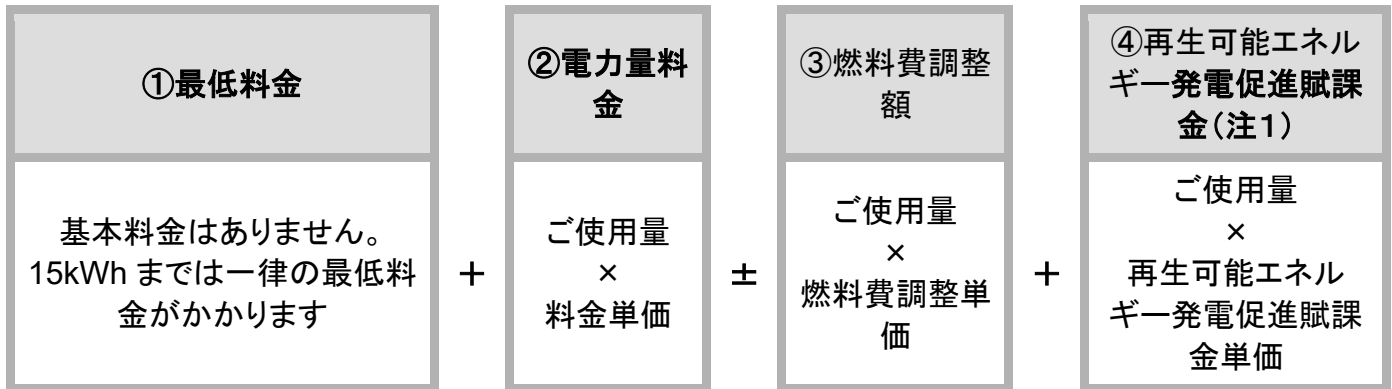 ①最低料金
基本料金はありません。
15kWh までは一律の最低料
金がかかります
＋
②電力量料
金
ご使用量
×
料金単価
±
③燃料費調整
額
ご使用量
×
燃料費調整単
価
＋
④再生可能エネル
ギー発電促進賦課
金（注１）
ご使用量
×
再生可能エネル
ギー発電促進賦課
金単価